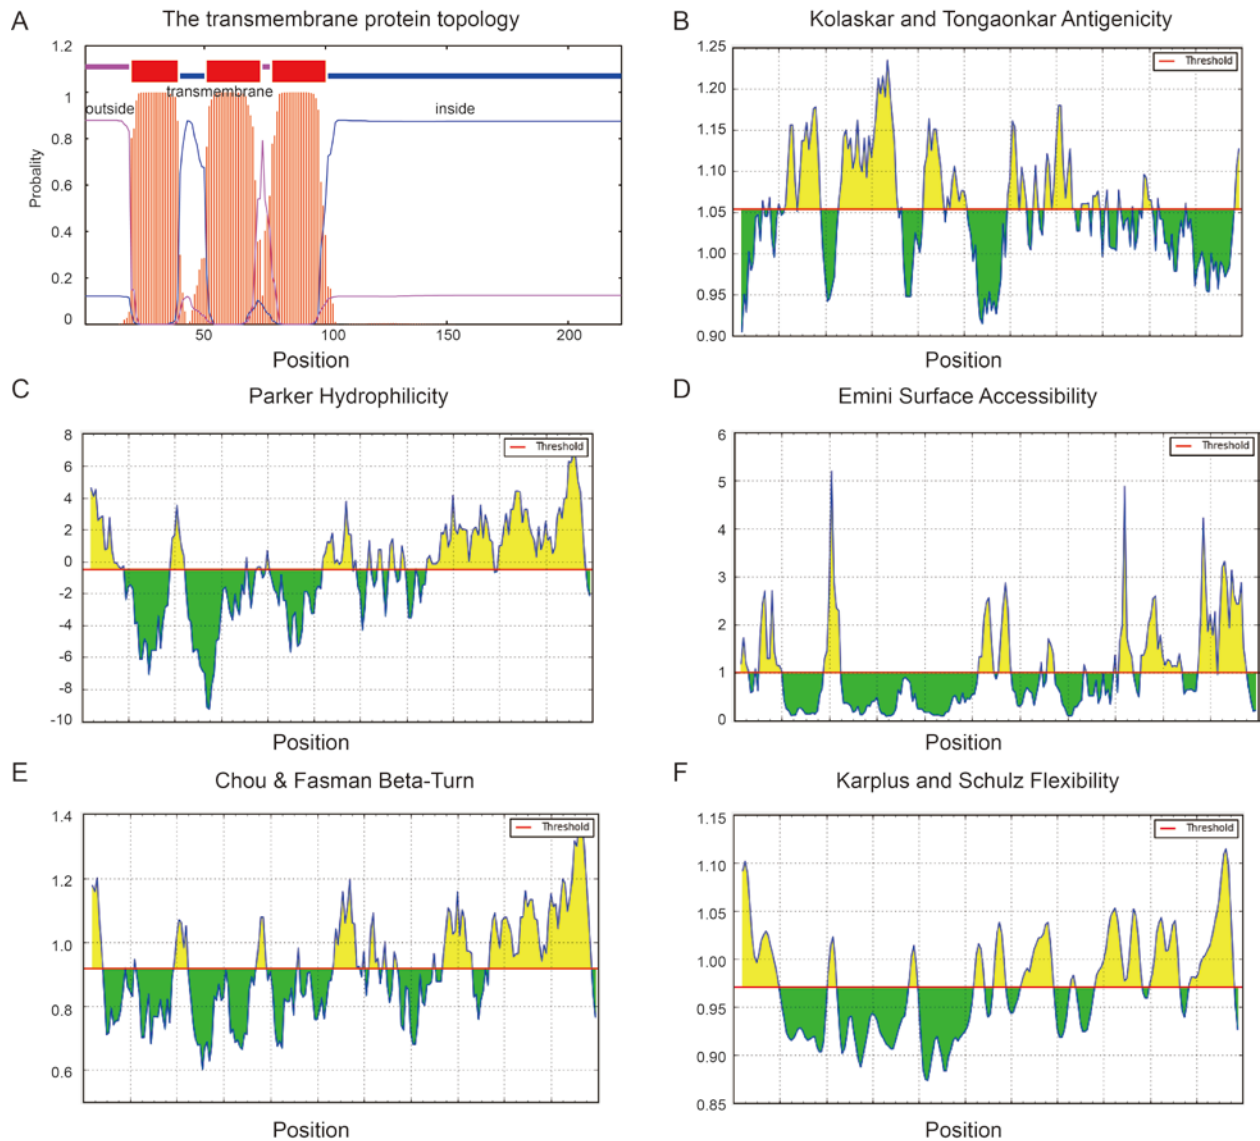 A
The transmembrane protein topology
1.2
1
0.8
0.6
0.4
0.2
0
Probality
outside
transmembrane
inside
50
100
150
200
Position
B
Kolaskar and Tongaonkar Antigenicity
1.25
1.20
1.15
1.10
1.05
1.00
0.95
0.90
Threshold
Position
C
Parker Hydrophilicity
8
6
4
2
0
-2
-4
-6
-8
-10
Threshold
Position
D
Emini Surface Accessibility
6
5
4
3
2
1
0
Threshold
Position
E
Chou & Fasman Beta-Turn
1.4
1.2
1.0
0.8
0.6
Threshold
Position
F
Karplus and Schulz Flexibility
1.15
1.10
1.05
1.00
0.95
0.90
0.85
Threshold
Position